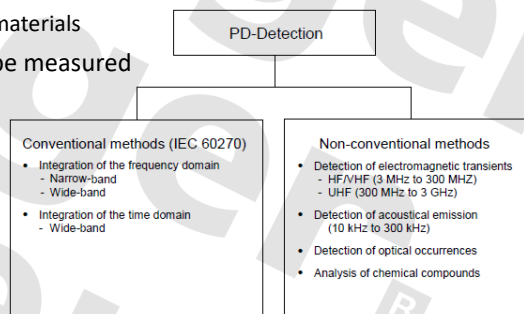 materials
be measured
PD-Detection
Conventional methods (IEC 60270)
• Integration of the frequency domain
- Narrow-band
- Wide-band
• Integration of the time domain
- Wide-band
Non-conventional methods
• Detection of electromagnetic transients
- HF/VHF (3 MHz to 300 MHZ)
- UHF (300 MHz to 3 GHz)
• Detection of acoustical emission
(10 kHz to 300 kHz)
• Detection of optical occurrences
• Analysis of chemical compounds